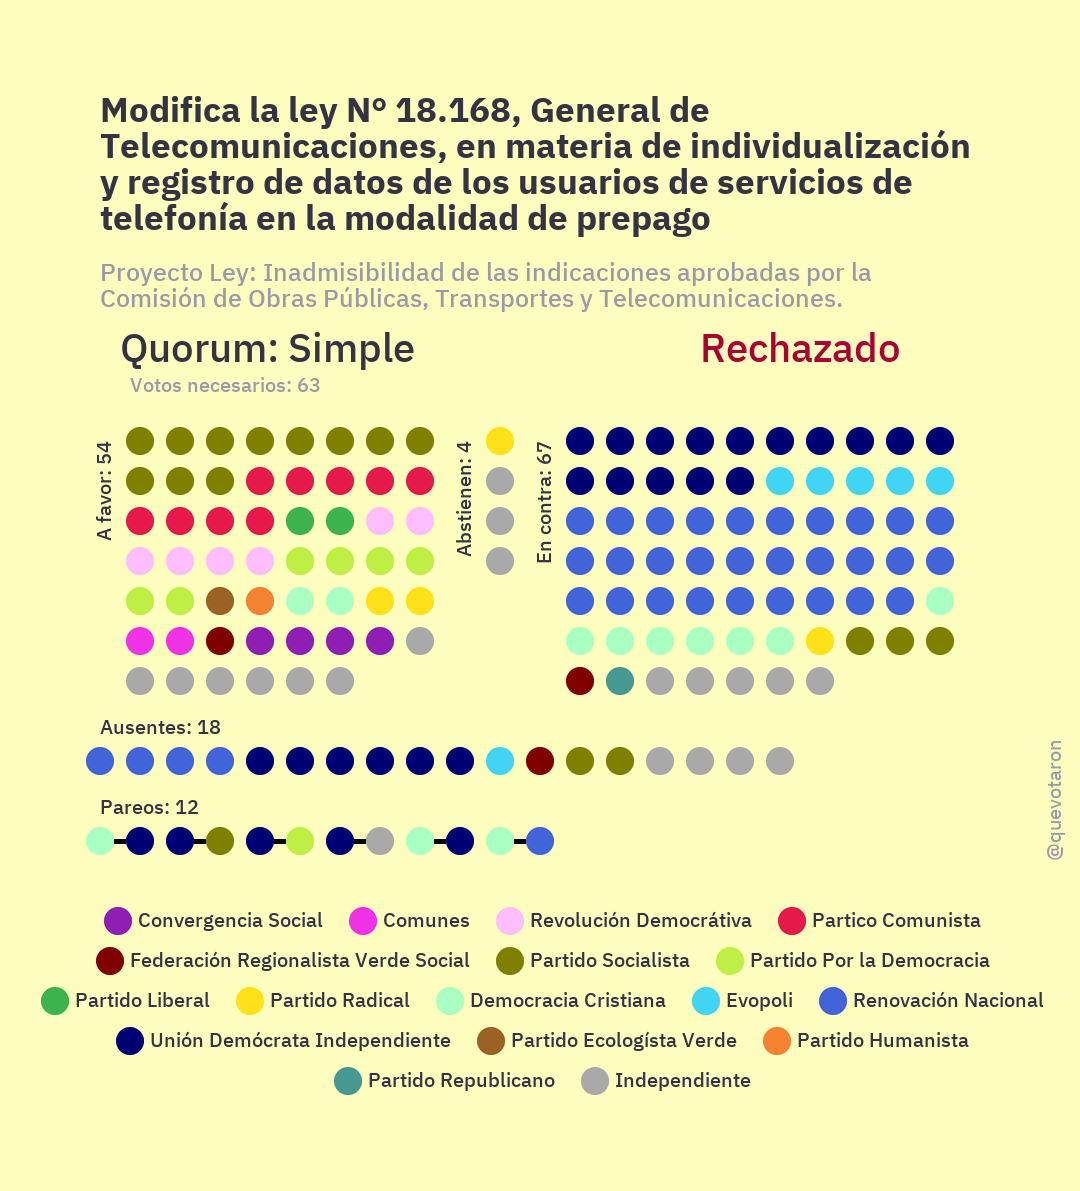 Modifica la ley Nº 18.168, General de
Telecomunicaciones, en materia de individualización
y registro de datos de los usuarios de servicios de
telefonía en la modalidad de prepago
Proyecto Ley: Inadmisibilidad de las indicaciones aprobadas por la
Comisión de Obras Públicas, Transportes y Telecomunicaciones.
Quorum: Simple
Rechazado
Votos necesarios: 63
A favor: 54
Abstienen: 4
En contra: 67
Ausentes: 18
Pareos: 12
@quevotaron
Convergencia Social Comunes Revolución Democrátiva Partico Comunista
Federación Regionalista Verde Social Partido Socialista Partido Por la Democracia
Partido Liberal Partido Radical Democracia Cristiana Evopoli Renovación Nacional
Unión Demócrata Independiente Partido Ecologísta Verde Partido Humanista
Partido Republicano Independiente